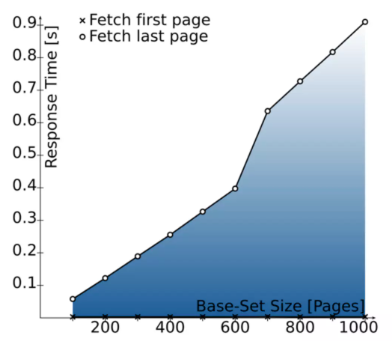 × Fetch first page
○ Fetch last page
Response Time [s]
0.9
0.8
0.7
0.6
0.5
0.4
0.3
0.2
0.1
Base-Set Size [Pages]
200 400 600 800 1000